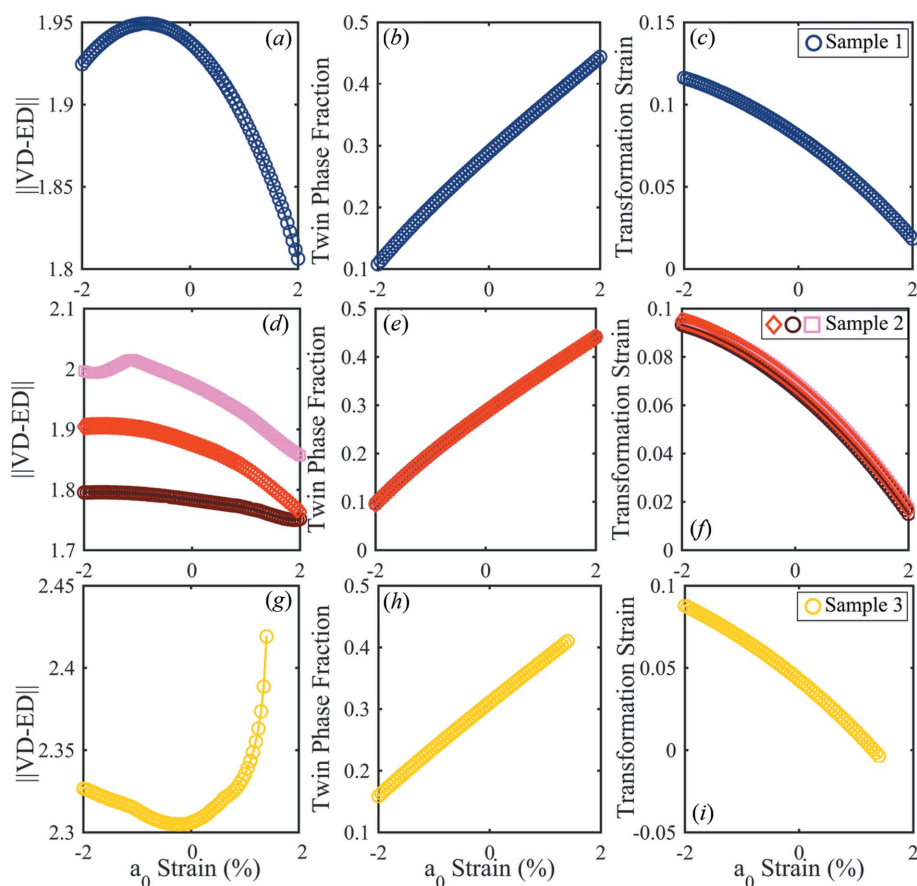 (a)
1.95
1.9
1.85
1.8
||VD-ED||
-2 0 2
(b)
0.5
0.4
0.3
0.2
0.1
Twin Phase Fraction
-2 0 2
(c)
Sample 1
0.15
0.1
0.05
0
Transformation Strain
-2 0 2
(d)
2.1
2
1.9
1.8
1.7
||VD-ED||
-2 0 2
(e)
0.5
0.4
0.3
0.2
0.1
0
Twin Phase Fraction
-2 0 2
Sample 2
0.1
0.08
0.06
0.04
0.02
0
Transformation Strain
(f)
-2 0 2
(g)
2.45
2.4
2.35
2.3
||VD-ED||
-2 0 2
a0 Strain (%)
(h)
0.5
0.4
0.3
0.2
0.1
Twin Phase Fraction
-2 0 2
a0 Strain (%)
Sample 3
0.1
0.05
0
-0.05
Transformation Strain
(i)
-2 0 2
a0 Strain (%)